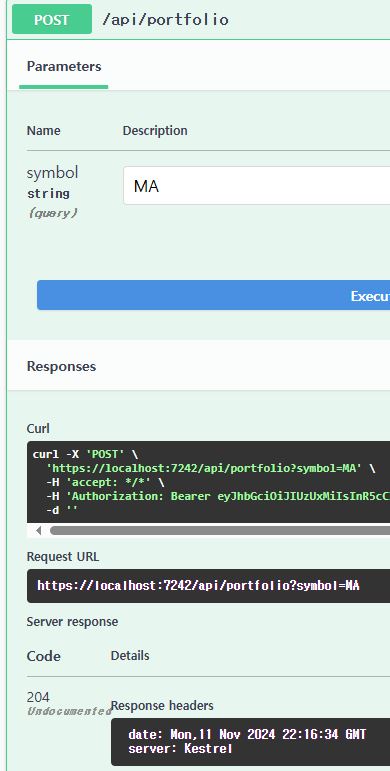 POST /api/portfolio
Parameters
Name Description
symbol
string
(query)
MA
Execu
Responses
Curl
curl -X 'POST' \
'https://localhost:7242/api/portfolio?symbol=MA' \
-H 'accept: */*' \
-H 'Authorization: Bearer eyJhbGciOiJIUzUxMiIsInR5cC
-d ''
Request URL
https://localhost:7242/api/portfolio?symbol=MA
Server response
Code Details
204
Undocumented
Response headers
date: Mon,11 Nov 2024 22:16:34 GMT
server: Kestrel